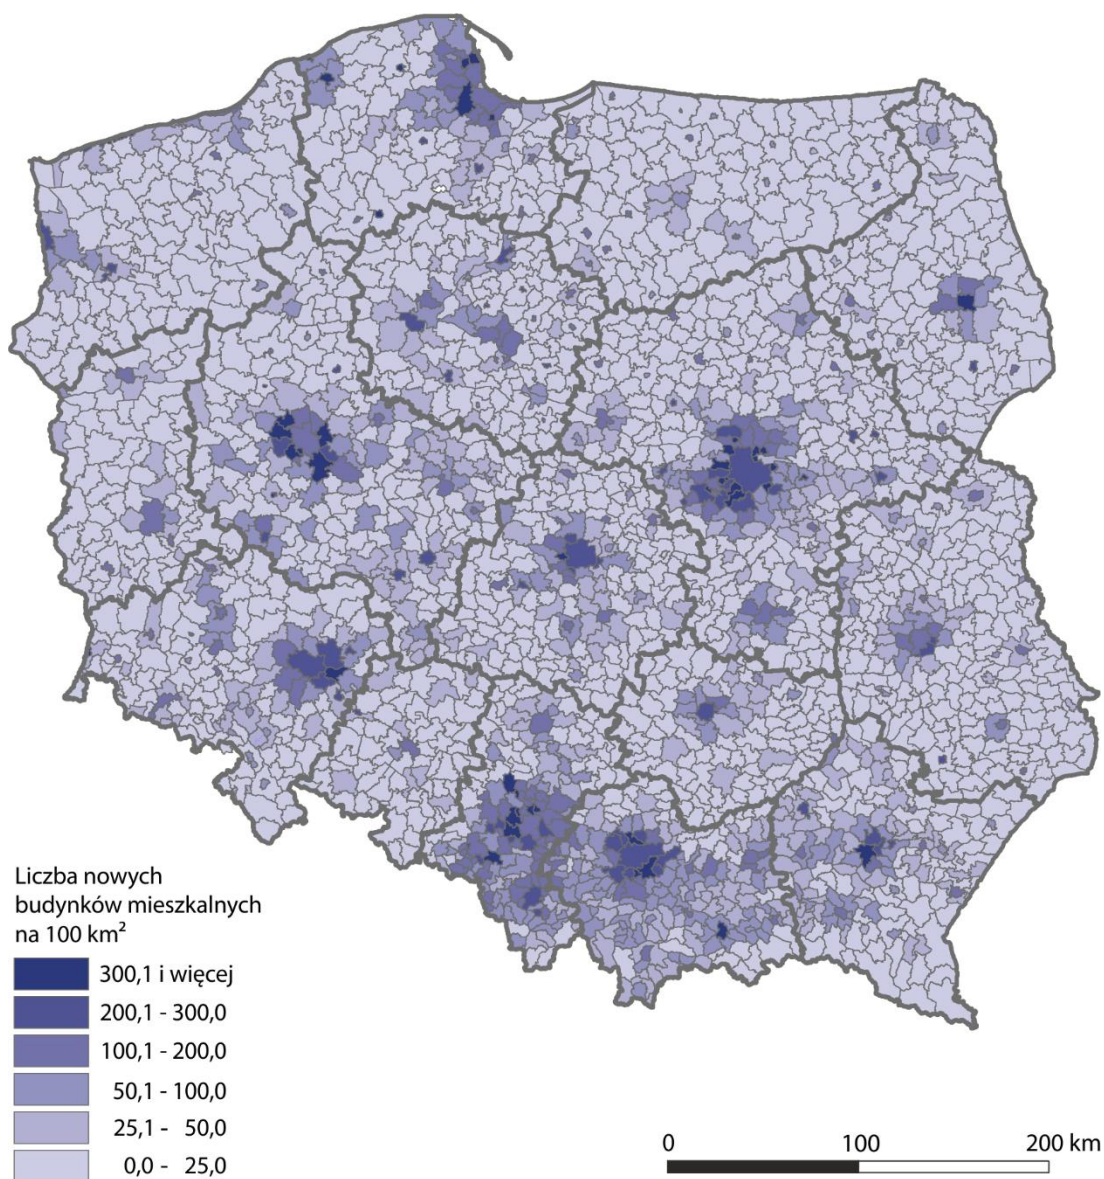 Liczba nowych
budynków mieszkalnych
na 100 km²
300,1 i więcej
200,1 - 300,0
100,1 - 200,0
50,1 - 100,0
25,1 - 50,0
0,0 - 25,0
0 100 200 km